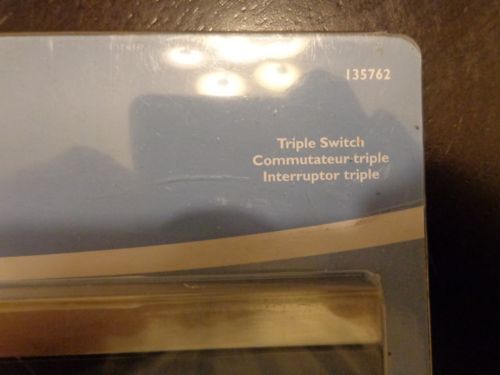 135762
Triple Switch
Commutateur triple
Interruptor triple